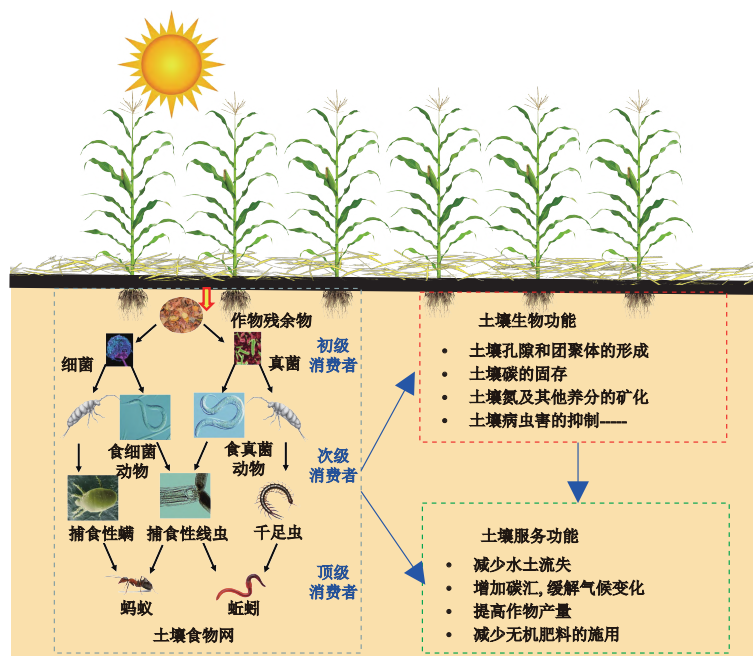 作物残余物
初级
消费者
细菌
真菌
食细菌
动物
食真菌
动物
次级
消费者
捕食性螨
捕食性线虫
千足虫
顶级
消费者
蚂蚁
蚯蚓
土壤食物网
土壤生物功能
• 土壤孔隙和团聚体的形成
• 土壤碳的固存
• 土壤氮及其他养分的矿化
• 土壤病虫害的抑制-----
土壤服务功能
• 减少水土流失
• 增加碳汇, 缓解气候变化
• 提高作物产量
• 减少无机肥料的施用